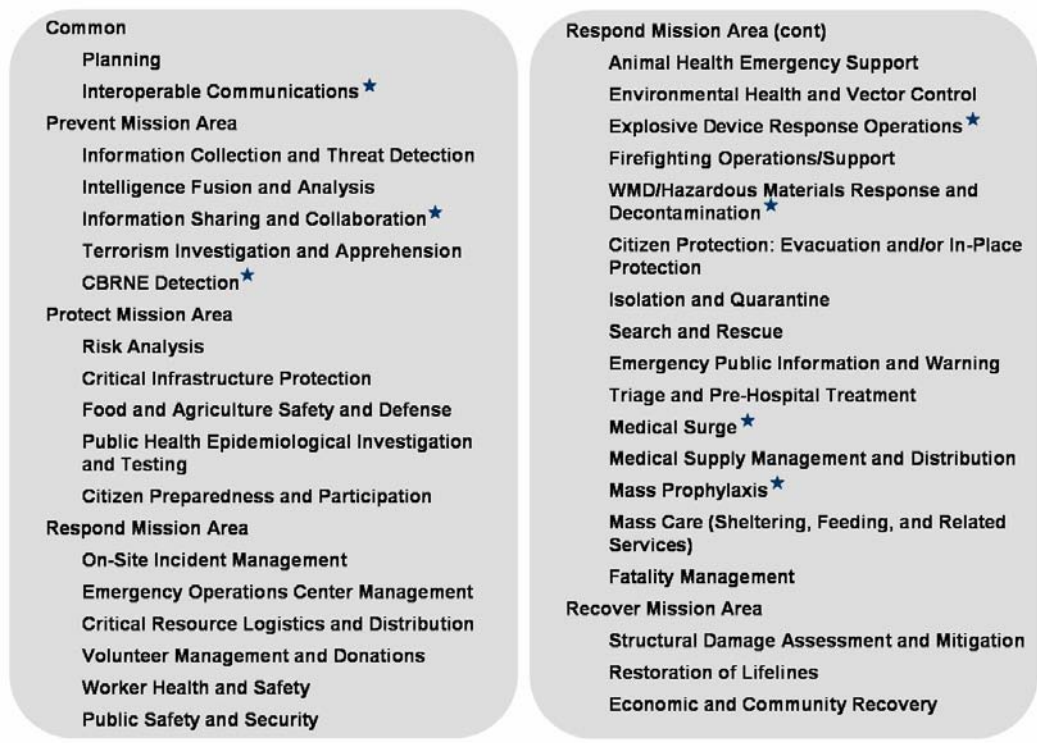 Common
Planning
Interoperable Communications ★
Prevent Mission Area
Information Collection and Threat Detection
Intelligence Fusion and Analysis
Information Sharing and Collaboration ★
Terrorism Investigation and Apprehension
CBRNE Detection ★
Protect Mission Area
Risk Analysis
Critical Infrastructure Protection
Food and Agriculture Safety and Defense
Public Health Epidemiological Investigation
and Testing
Citizen Preparedness and Participation
Respond Mission Area
On-Site Incident Management
Emergency Operations Center Management
Critical Resource Logistics and Distribution
Volunteer Management and Donations
Worker Health and Safety
Public Safety and Security
Respond Mission Area (cont)
Animal Health Emergency Support
Environmental Health and Vector Control
Explosive Device Response Operations ★
Firefighting Operations/Support
WMD/Hazardous Materials Response and
Decontamination ★
Citizen Protection: Evacuation and/or In-Place
Protection
Isolation and Quarantine
Search and Rescue
Emergency Public Information and Warning
Triage and Pre-Hospital Treatment
Medical Surge ★
Medical Supply Management and Distribution
Mass Prophylaxis ★
Mass Care (Sheltering, Feeding, and Related
Services)
Fatality Management
Recover Mission Area
Structural Damage Assessment and Mitigation
Restoration of Lifelines
Economic and Community Recovery